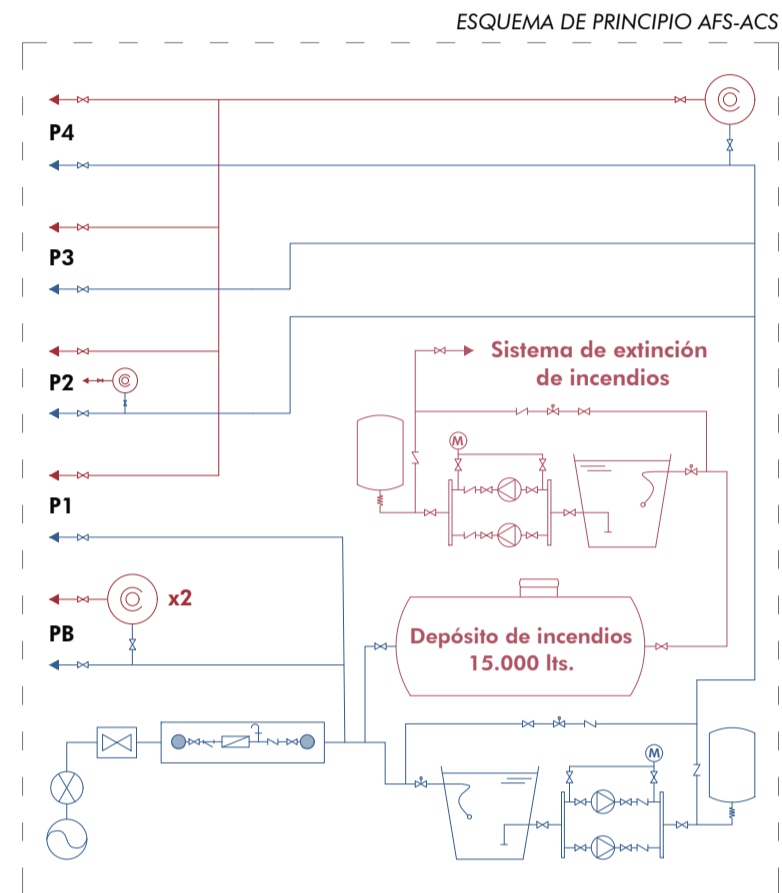 ESQUEMA DE PRINCIPIO AFS-ACS
P4
P3
Sistema de extinción
de incendios
P2
M
P1
x2
PB
Depósito de incendios
15.000 lts.
M